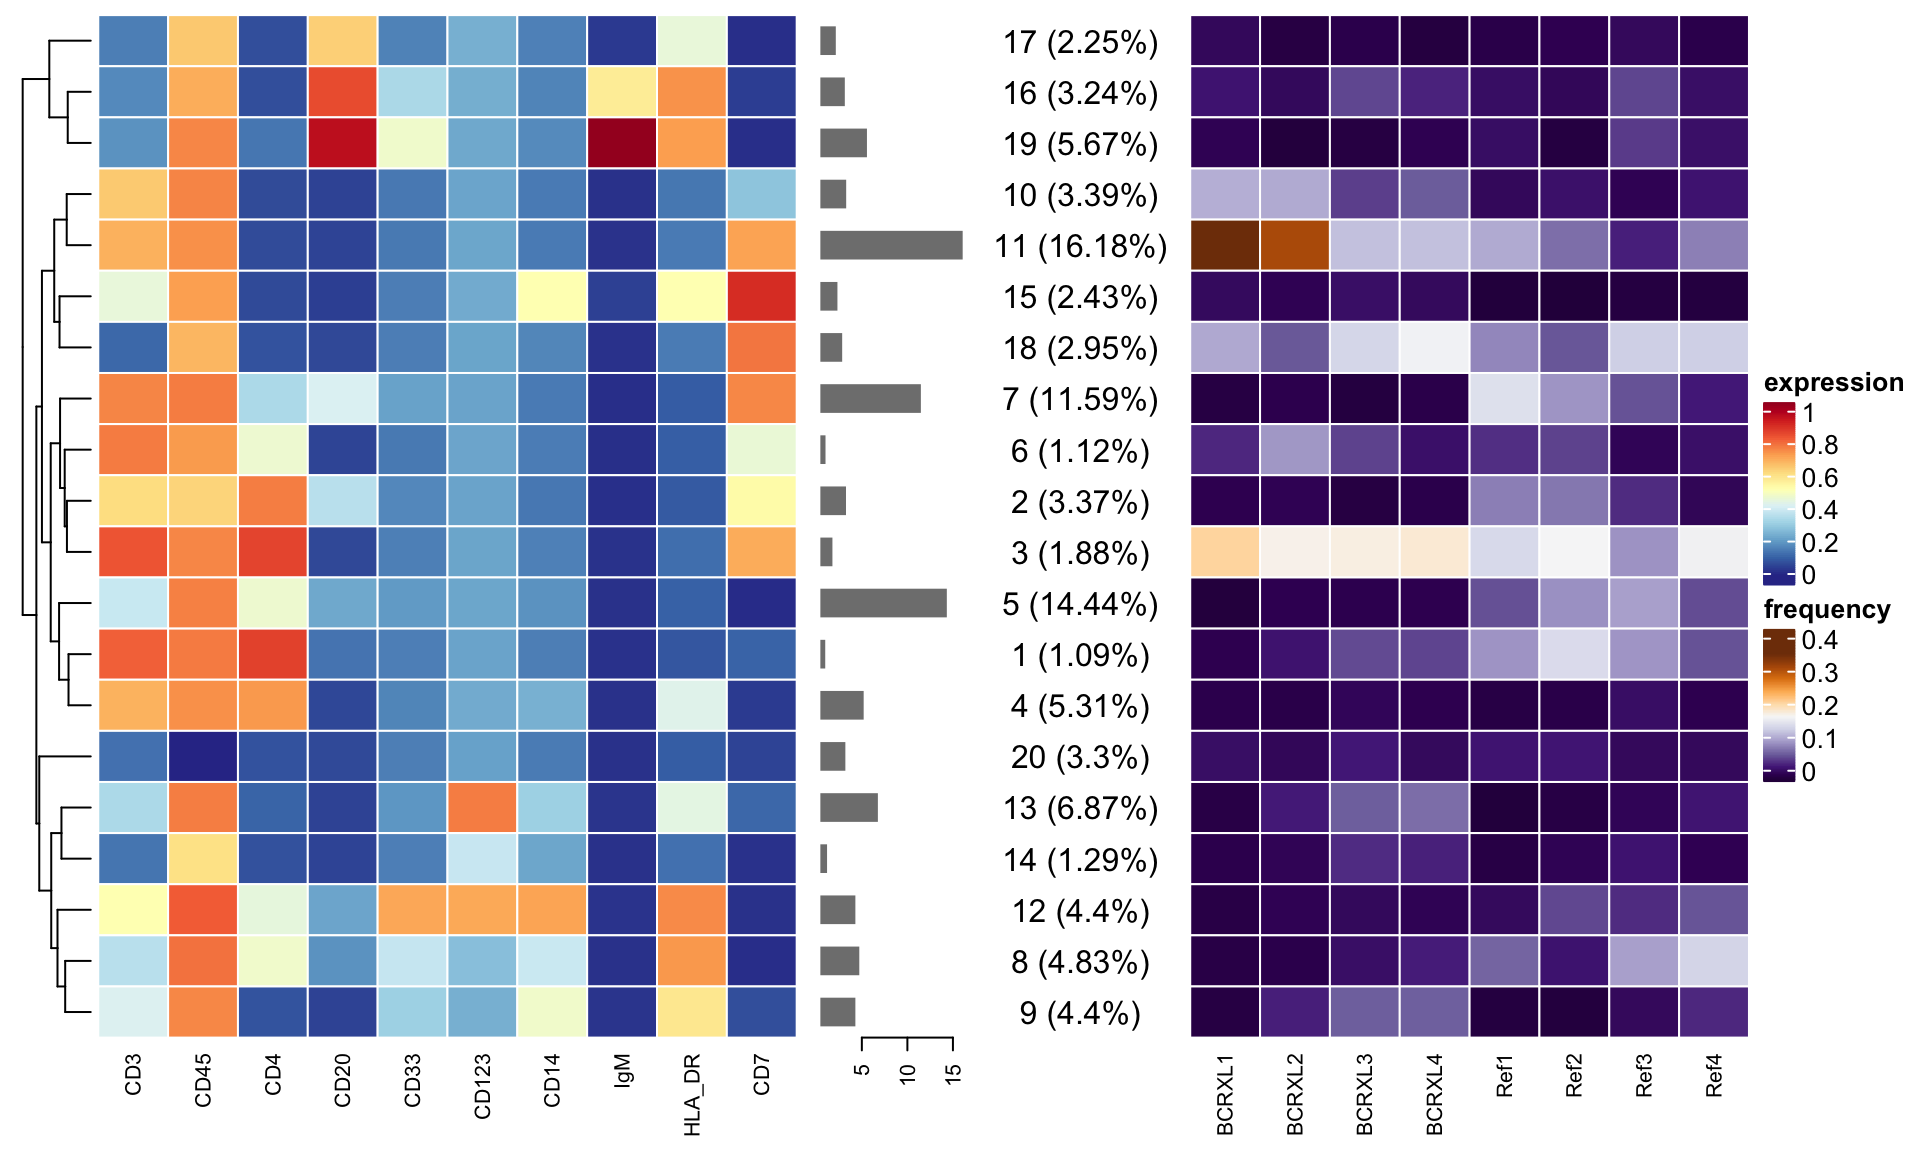 17 (2.25%)
16 (3.24%)
19 (5.67%)
10 (3.39%)
11 (16.18%)
15 (2.43%)
18 (2.95%)
7 (11.59%)
6 (1.12%)
2 (3.37%)
3 (1.88%)
5 (14.44%)
1 (1.09%)
4 (5.31%)
20 (3.3%)
13 (6.87%)
14 (1.29%)
12 (4.4%)
8 (4.83%)
9 (4.4%)
CD3
CD45
CD4
CD20
CD33
CD123
CD14
IgM
HLA_DR
CD7
5
10
15
BCRXL1
BCRXL2
BCRXL3
BCRXL4
Ref1
Ref2
Ref3
Ref4
expression
1
0.8
0.6
0.4
0.2
0
frequency
0.4
0.3
0.2
0.1
0